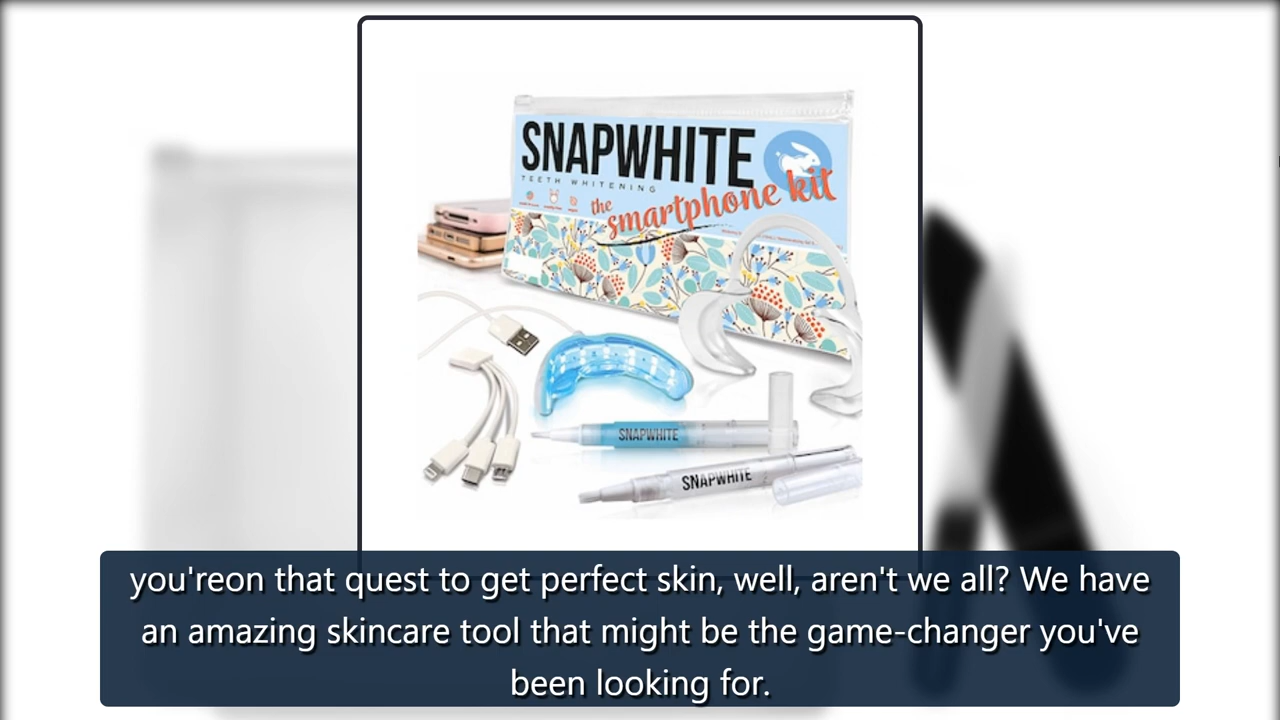 SNAPWHITE
TEETH WHITENING
the smartphone kit
SNAPWHITE
SNAPWHITE
you'reon that quest to get perfect skin, well, aren't we all? We have
an amazing skincare tool that might be the game-changer you've
been looking for.